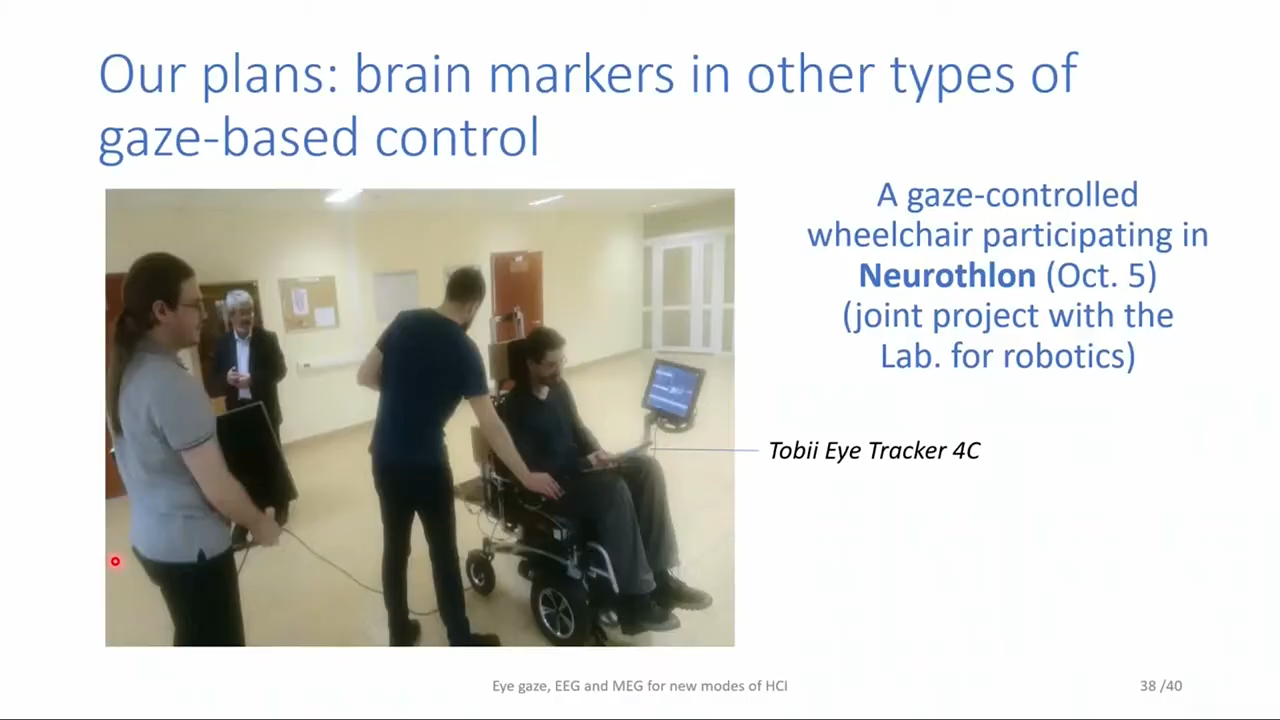 Our plans: brain markers in other types of
gaze-based control
A gaze-controlled
wheelchair participating in
Neurothlon (Oct. 5)
(joint project with the
Lab. for robotics)
Tobii Eye Tracker 4C
Eye gaze, EEG and MEG for new modes of HCI
38 /40